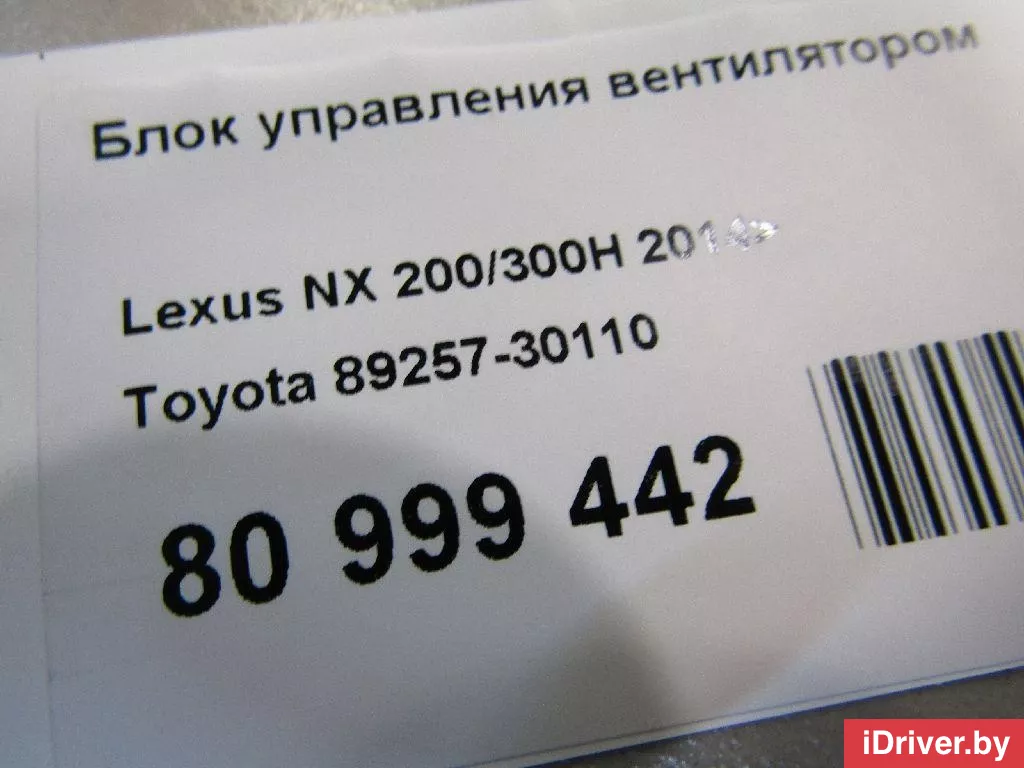 Блок управления вентилятором
Lexus NX 200/300H 2014>
Toyota 89257-30110
80 999 442
iDriver.by